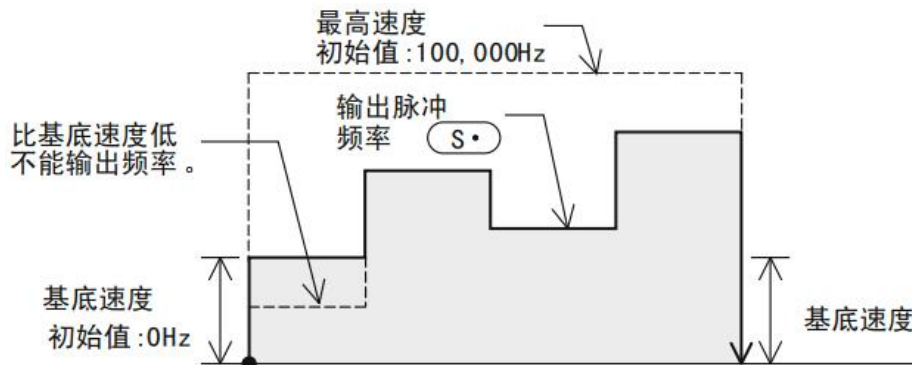 最高速度
初始值:100,000Hz
输出脉冲
频率 S·
比基底速度低
不能输出频率。
基底速度
初始值:0Hz
基底速度